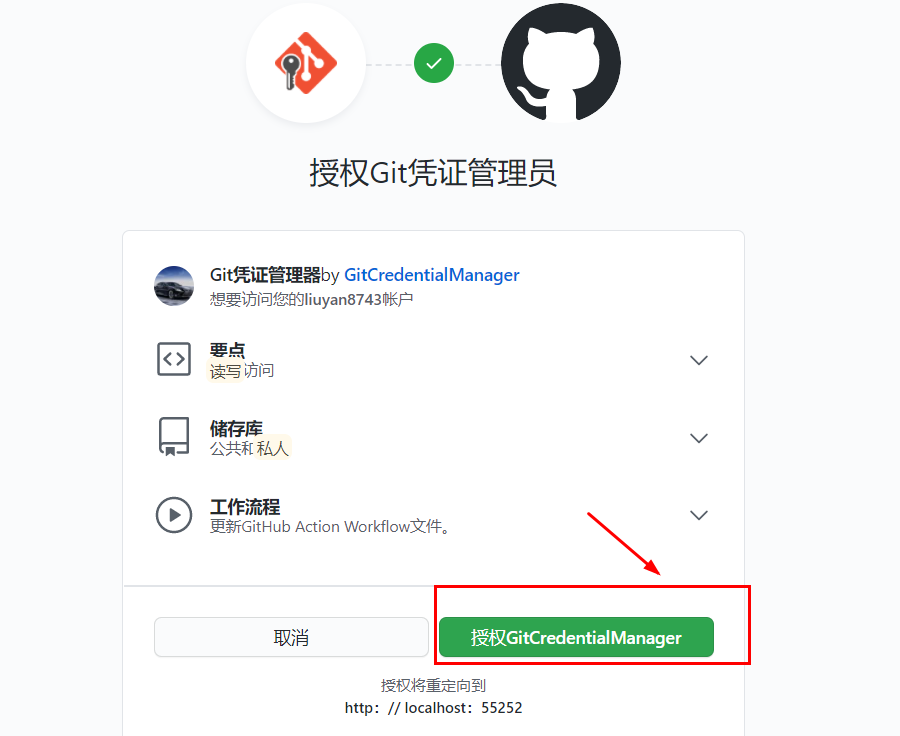 授权Git凭证管理员
Git凭证管理器by GitCredentialManager
想要访问您的liuyan8743帐户
要点
读写访问
储存库
公共和私人
工作流程
更新GitHub Action Workflow文件。
取消
授权GitCredentialManager
授权将重定向到
http：// localhost：55252